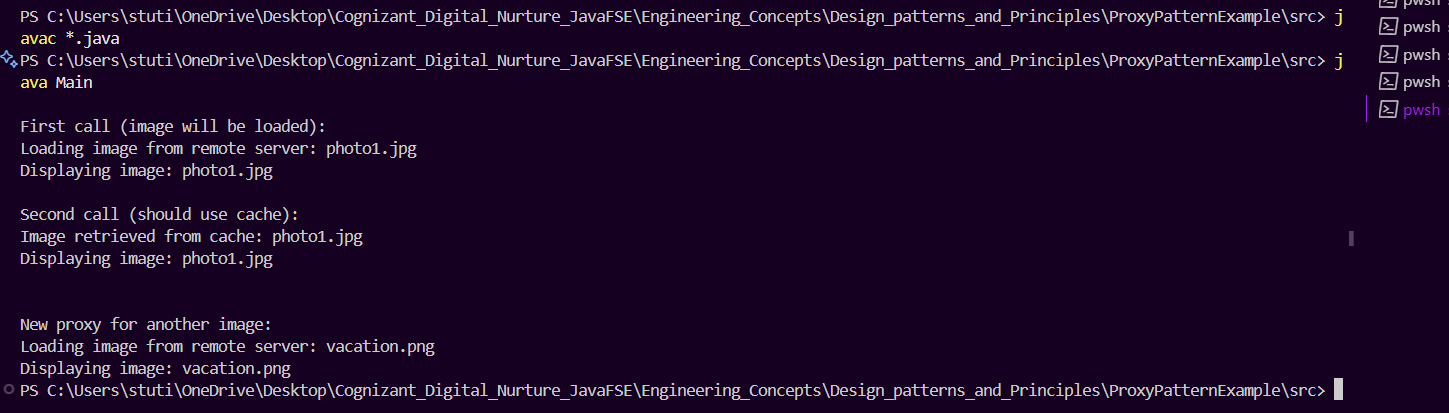 PS C:\Users\stuti\OneDrive\Desktop\Cognizant_Digital_Nurture_JavaFSE\Engineering_Concepts\Design_patterns_and_Principles\ProxyPatternExample\src> j
avac *.java
PS C:\Users\stuti\OneDrive\Desktop\Cognizant_Digital_Nurture_JavaFSE\Engineering_Concepts\Design_patterns_and_Principles\ProxyPatternExample\src> j
ava Main
First call (image will be loaded):
Loading image from remote server: photo1.jpg
Displaying image: photo1.jpg
Second call (should use cache):
Image retrieved from cache: photo1.jpg
Displaying image: photo1.jpg
New proxy for another image:
Loading image from remote server: vacation.png
Displaying image: vacation.png
PS C:\Users\stuti\OneDrive\Desktop\Cognizant_Digital_Nurture_JavaFSE\Engineering_Concepts\Design_patterns_and_Principles\ProxyPatternExample\src>
pwsh
pwsh
pwsh
pwsh